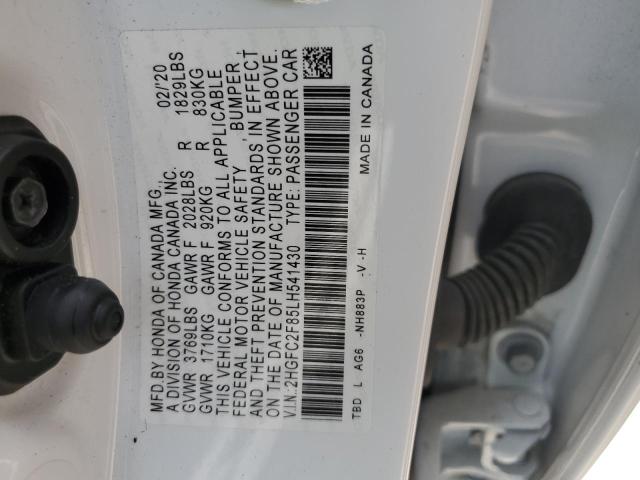 MFD.BY HONDA OF CANADA MFG., 02/'20
A DIVISION OF HONDA CANADA INC.
GVWR 3769LBS GAWR F 2028LBS R 1829LBS
GVWR 1710KG GAWR F 920KG R 830KG
THIS VEHICLE CONFORMS TO ALL APPLICABLE
FEDERAL MOTOR VEHICLE SAFETY , BUMPER ,
AND THEFT PREVENTION STANDARDS IN EFFECT
ON THE DATE OF MANUFACTURE SHOWN ABOVE.
V.I.N.:2HGFC2F85LH541430 TYPE: PASSENGER CAR
TBD L AG6 -NH883P -V -H MADE IN CANADA